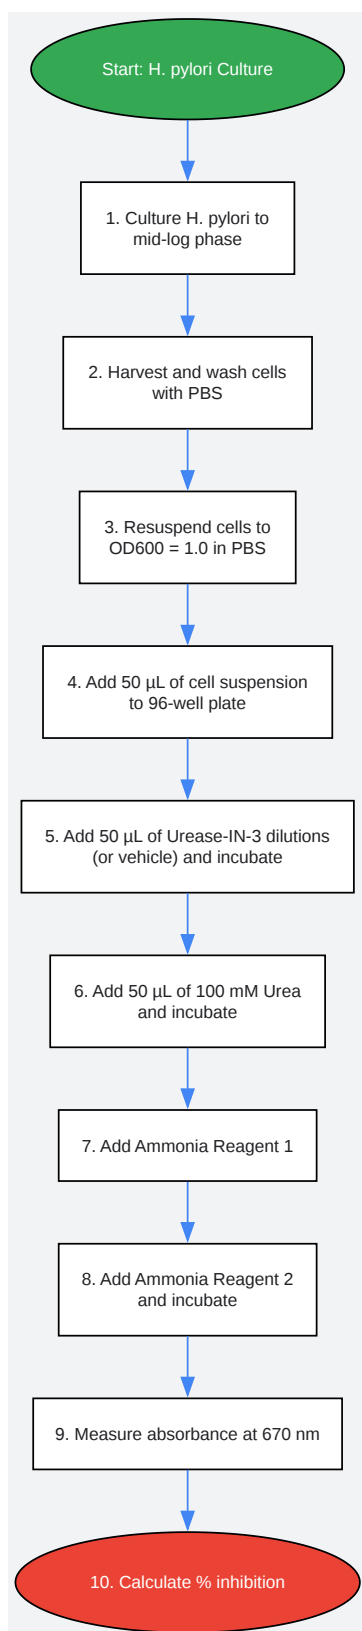 Start: H. pylori Culture
1. Culture H. pylori to
mid-log phase
2. Harvest and wash cells
with PBS
3. Resuspend cells to
OD600 = 1.0 in PBS
4. Add 50 µL of cell suspension
to 96-well plate
5. Add 50 µL of Urease-IN-3 dilutions
(or vehicle) and incubate
6. Add 50 µL of 100 mM Urea
and incubate
7. Add Ammonia Reagent 1
8. Add Ammonia Reagent 2
and incubate
9. Measure absorbance at 670 nm
10. Calculate % inhibition